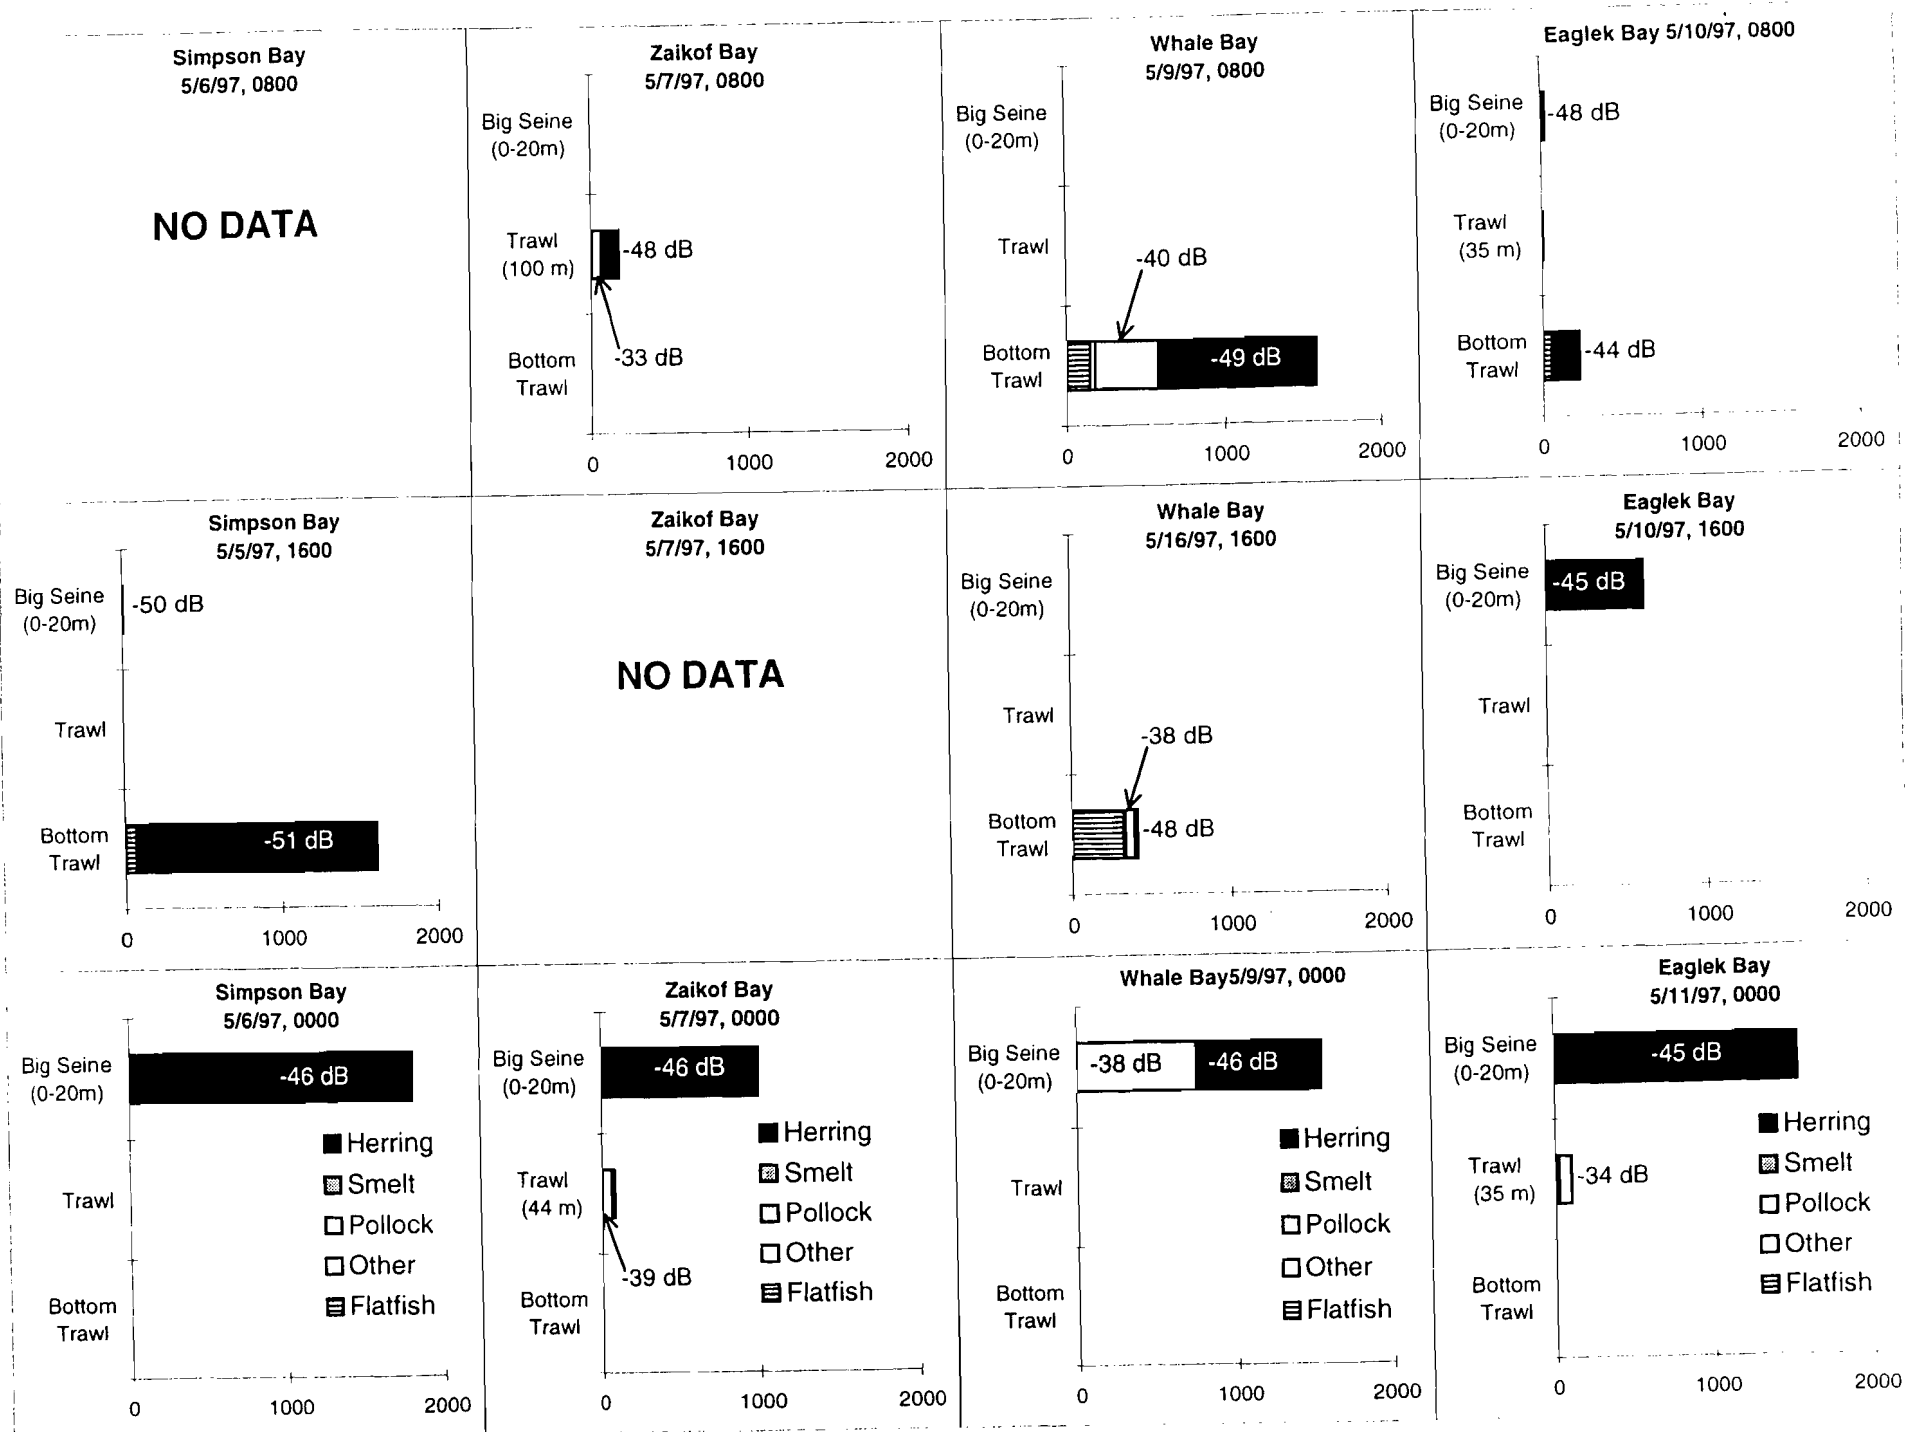 Simpson Bay
5/6/97, 0800
NO DATA
Zaikof Bay
5/7/97, 0800
Big Seine
(0-20m)
Trawl
(100 m)
-48 dB
-33 dB
Bottom
Trawl
0 1000 2000
Whale Bay
5/9/97, 0800
Big Seine
(0-20m)
Trawl
-40 dB
Bottom
Trawl
-49 dB
0 1000 2000
Eaglek Bay 5/10/97, 0800
Big Seine
(0-20m)
-48 dB
Trawl
(35 m)
Bottom
Trawl
-44 dB
0 1000 2000
Simpson Bay
5/5/97, 1600
Big Seine
(0-20m)
-50 dB
Trawl
Bottom
Trawl
-51 dB
0 1000 2000
Zaikof Bay
5/7/97, 1600
NO DATA
Whale Bay
5/16/97, 1600
Big Seine
(0-20m)
Trawl
-38 dB
Bottom
Trawl
-48 dB
0 1000 2000
Eaglek Bay
5/10/97, 1600
Big Seine
(0-20m)
-45 dB
Trawl
Bottom
Trawl
0 1000 2000
Simpson Bay
5/6/97, 0000
Big Seine
(0-20m)
-46 dB
Trawl
Bottom
Trawl
Herring
Smelt
Pollock
Other
Flatfish
0 1000 2000
Zaikof Bay
5/7/97, 0000
Big Seine
(0-20m)
-46 dB
Trawl
(44 m)
-39 dB
Bottom
Trawl
Herring
Smelt
Pollock
Other
Flatfish
0 1000 2000
Whale Bay5/9/97, 0000
Big Seine
(0-20m)
-38 dB
-46 dB
Trawl
Bottom
Trawl
Herring
Smelt
Pollock
Other
Flatfish
0 1000 2000
Eaglek Bay
5/11/97, 0000
Big Seine
(0-20m)
-45 dB
Trawl
(35 m)
-34 dB
Bottom
Trawl
Herring
Smelt
Pollock
Other
Flatfish
0 1000 2000